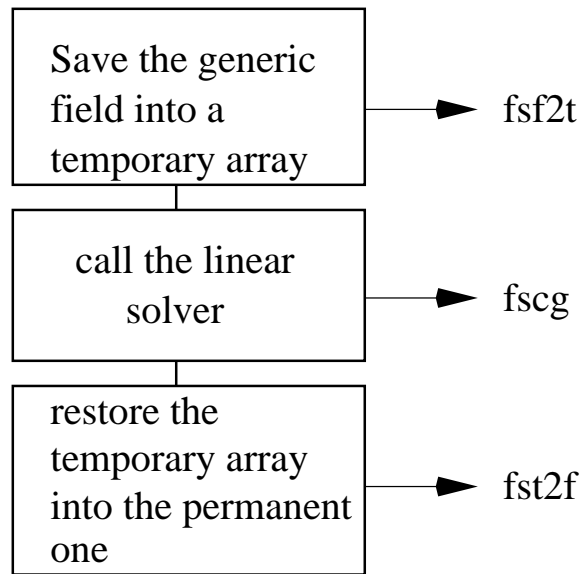 Save the generic
field into a
temporary array
fsf2t
call the linear
solver
fscg
restore the
temporary array
into the permanent
one
fst2f